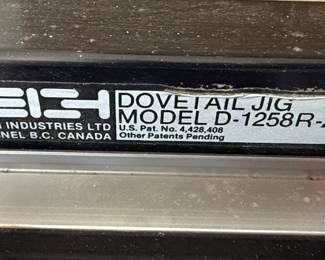 DOVETAIL JIG
INDUSTRIES LTD MODEL D-1258R-
U.S. Pat. No. 4,428,408
B.C. CANADA Other Patents Pending